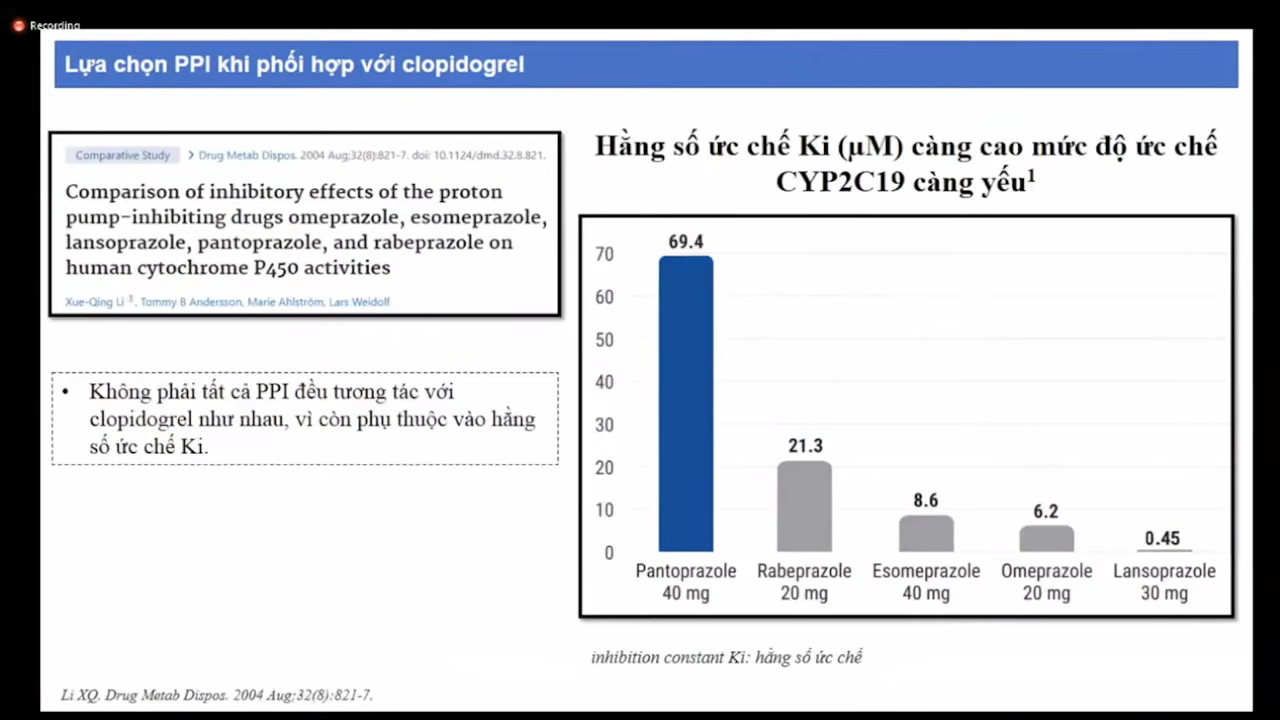 Recording
Lựa chọn PPI khi phối hợp với clopidogrel
Comparative Study > Drug Metab Dispos. 2004 Aug;32(8):821-7. doi: 10.1124/dmd.32.8.821.
Comparison of inhibitory effects of the proton
pump-inhibiting drugs omeprazole, esomeprazole,
lansoprazole, pantoprazole, and rabeprazole on
human cytochrome P450 activities
Xue-Qing Li, Tommy B Andersson, Marie Ahlström, Lars Weidolf
• Không phải tất cả PPI đều tương tác với
clopidogrel như nhau, vì còn phụ thuộc vào hằng
số ức chế Ki.
Hằng số ức chế Ki (µM) càng cao mức độ ức chế
CYP2C19 càng yếu¹
70
60
50
40
30
20
10
0
69.4
21.3
8.6
6.2
0.45
Pantoprazole Rabeprazole Esomeprazole Omeprazole Lansoprazole
40 mg 20 mg 40 mg 20 mg 30 mg
inhibition constant Ki: hằng số ức chế
Li XQ. Drug Metab Dispos. 2004 Aug;32(8):821-7.